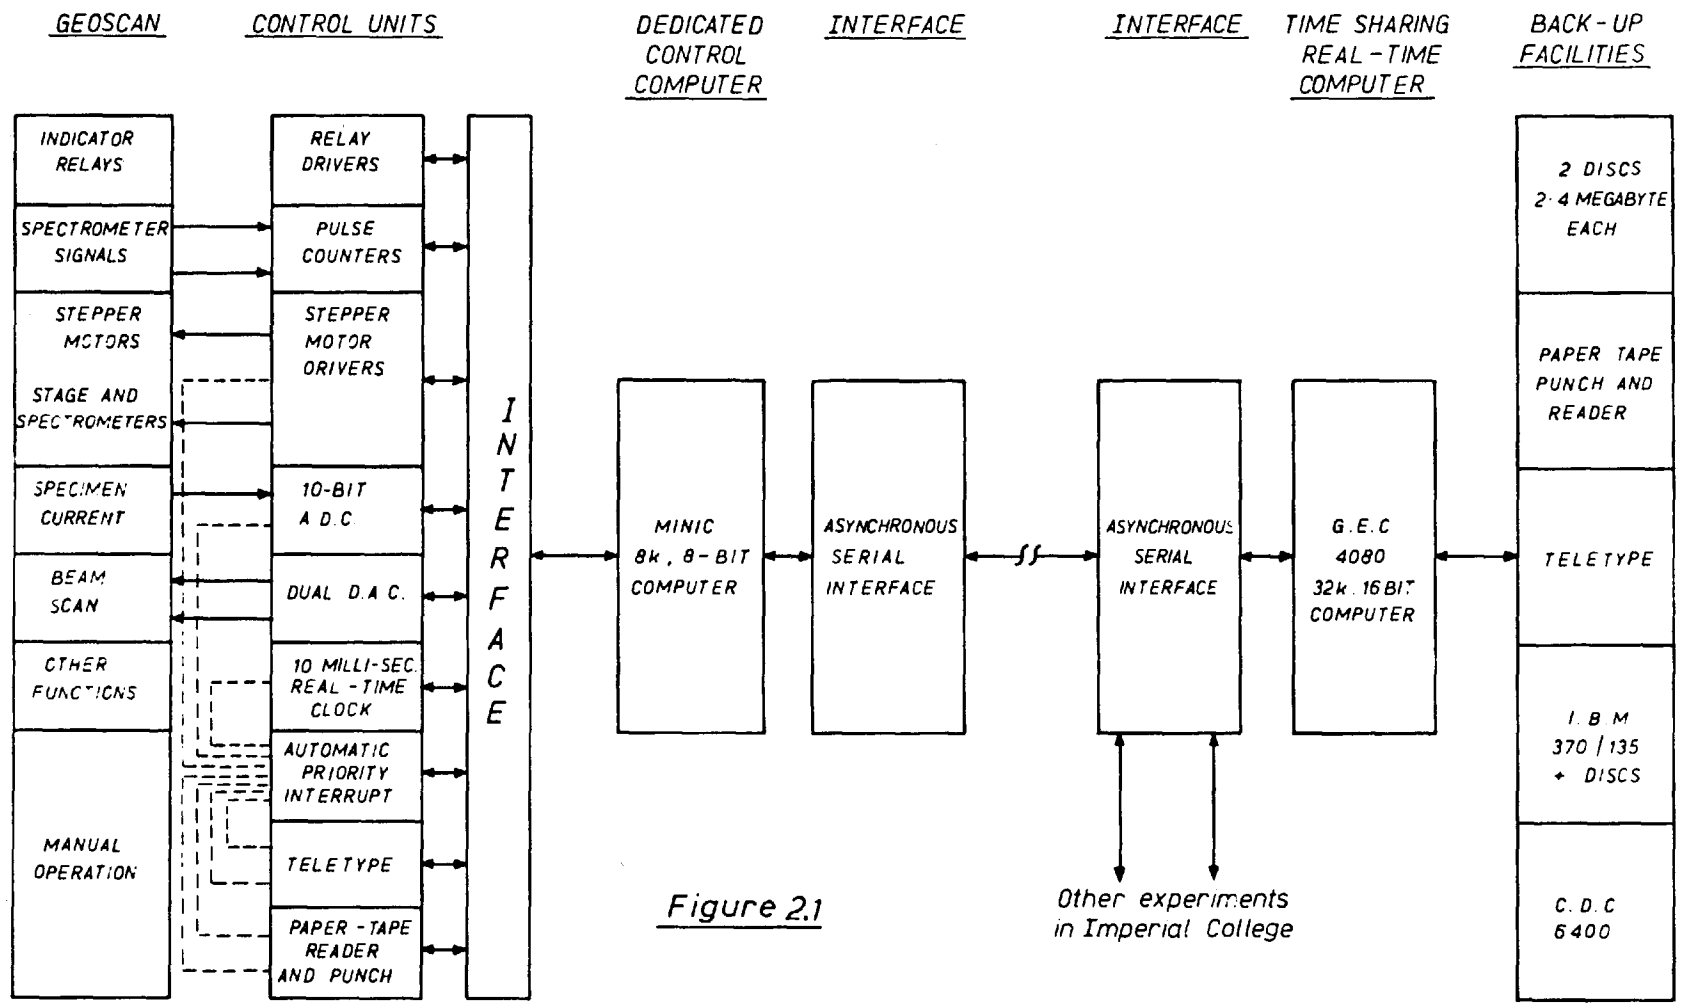 GEOSCAN
CONTROL UNITS
DEDICATED
CONTROL
COMPUTER
INTERFACE
INTERFACE
TIME SHARING
REAL-TIME
COMPUTER
BACK-UP
FACILITIES
INDICATOR
RELAYS
SPECTROMETER
SIGNALS
STEPPER
MOTORS
STAGE AND
SPECTROMETERS
SPECIMEN
CURRENT
BEAM
SCAN
OTHER
FUNCTIONS
MANUAL
OPERATION
RELAY
DRIVERS
PULSE
COUNTERS
STEPPER
MOTOR
DRIVERS
10-BIT
A D.C.
DUAL D.A.C.
10 MILLI-SEC.
REAL-TIME
CLOCK
AUTOMATIC
PRIORITY
INTERRUPT
TELETYPE
PAPER-TAPE
READER
AND PUNCH
INTERFACE
MINIC
8k, 8-BIT
COMPUTER
ASYNCHRONOUS
SERIAL
INTERFACE
ASYNCHRONOUS
SERIAL
INTERFACE
G.E.C
4080
32k.16BIT
COMPUTER
2 DISCS
2·4 MEGABYTE
EACH
PAPER TAPE
PUNCH AND
READER
TELETYPE
I.B.M
370/135
+ DISCS
C.D.C
6400
Other experiments
in Imperial College
Figure 2.1